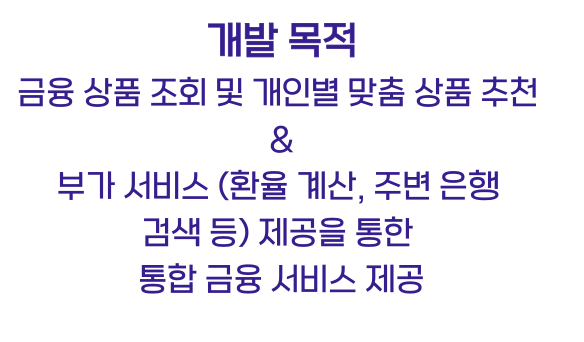 개발 목적
금융 상품 조회 및 개인별 맞춤 상품 추천
&
부가 서비스 (환율 계산, 주변 은행
검색 등) 제공을 통한
통합 금융 서비스 제공